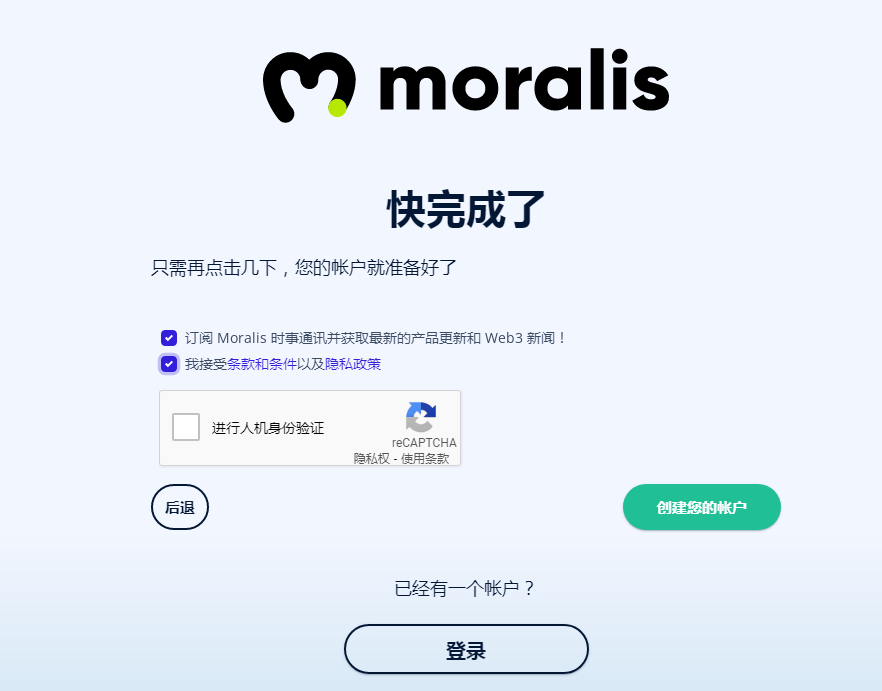 moralis
快完成了
只需再点击几下，您的帐户就准备好了
订阅 Moralis 时事通讯并获取最新的产品更新和 Web3 新闻！
我接受条款和条件以及隐私政策
进行人机身份验证
reCAPTCHA
隐私权 - 使用条款
后退
创建您的帐户
已经有一个帐户？
登录